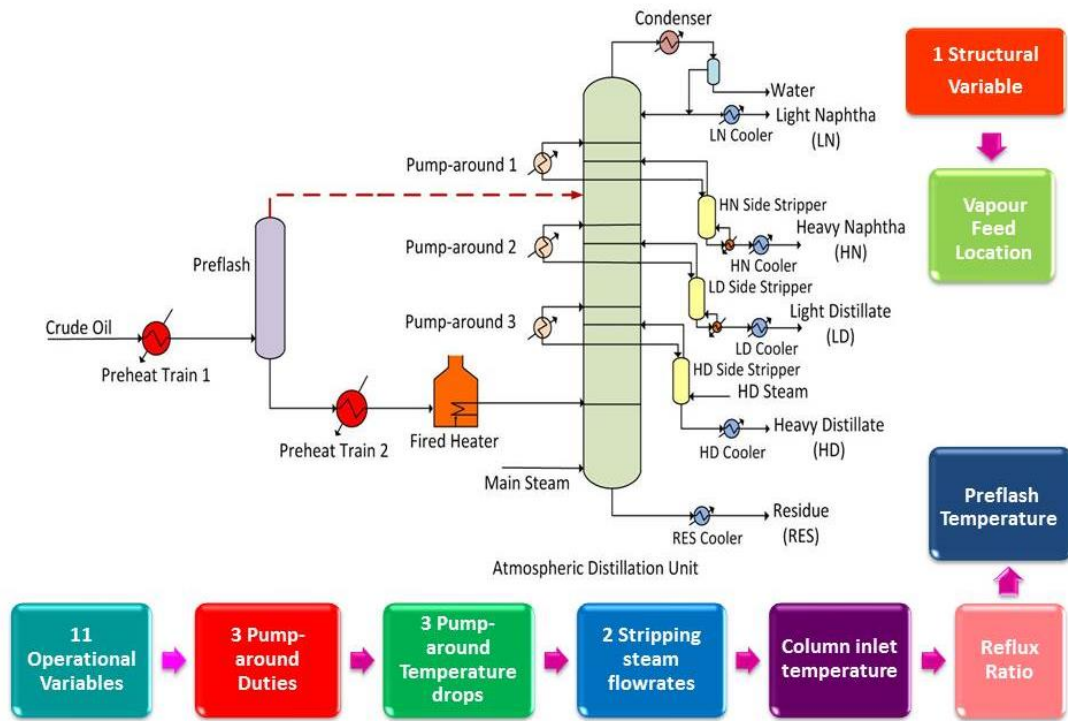 Condenser
1 Structural
Variable
Water
Light Naphtha
(LN)
LN Cooler
Pump-around 1
HN Side Stripper
Heavy Naphtha
(HN)
HN Cooler
Vapour
Feed
Location
Preflash
Pump-around 2
LD Side Stripper
Light Distillate
(LD)
LD Cooler
Crude Oil
Preheat Train 1
Pump-around 3
HD Side Stripper
HD Steam
Heavy Distillate
(HD)
HD Cooler
Preheat Train 2
Fired Heater
Main Steam
Residue
(RES)
RES Cooler
Atmospheric Distillation Unit
Preflash
Temperature
11
Operational
Variables
3 Pump-
around
Duties
3 Pump-
around
Temperature
drops
2 Stripping
steam
flowrates
Column inlet
temperature
Reflux
Ratio